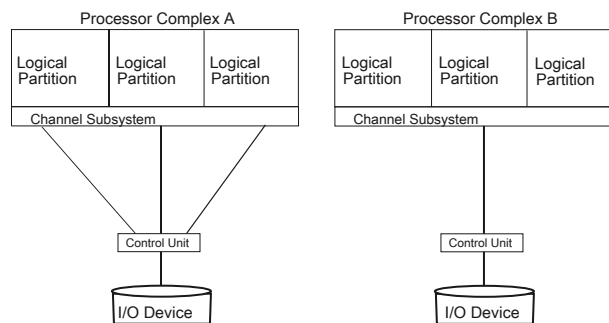 Processor Complex A
Logical
Partition
Logical
Partition
Logical
Partition
Channel Subsystem
Control Unit
I/O Device
Processor Complex B
Logical
Partition
Logical
Partition
Logical
Partition
Channel Subsystem
Control Unit
I/O Device